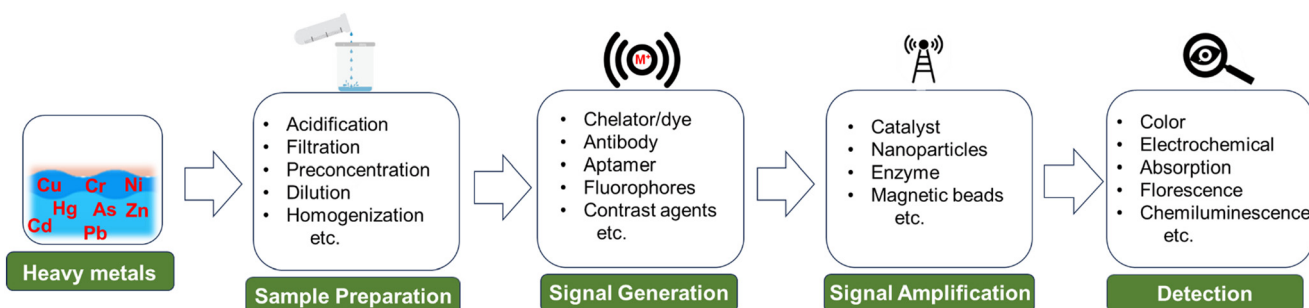 Cu Cr Ni
Hg As Zn
Cd
Pb
Heavy metals
• Acidification
• Filtration
• Preconcentration
• Dilution
• Homogenization
etc.
Sample Preparation
M+
• Chelator/dye
• Antibody
• Aptamer
• Fluorophores
• Contrast agents
etc.
Signal Generation
• Catalyst
• Nanoparticles
• Enzyme
• Magnetic beads
etc.
Signal Amplification
• Color
• Electrochemical
• Absorption
• Florescence
• Chemiluminescence
etc.
Detection